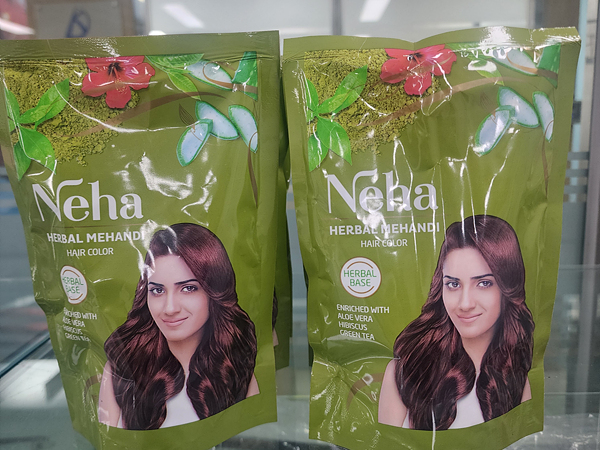 Neha
HERBAL MEHANDI
HAIR COLOR
HERBAL
BASE
ENRICHED WITH
ALOE VERA
HIBISCUS
GREEN TEA
Neha
HERBAL MEHANDI
HAIR COLOR
HERBAL
BASE
ENRICHED WITH
ALOE VERA
HIBISCUS
GREEN TEA